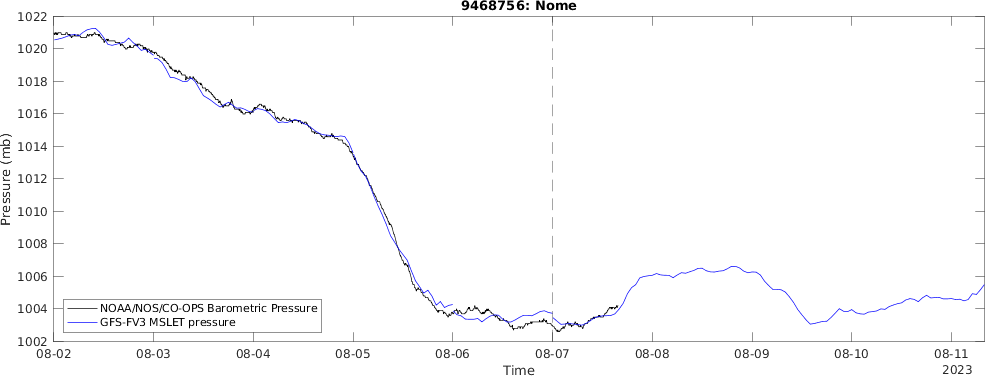 9468756: Nome
Pressure (mb)
1022
1020
1018
1016
1014
1012
1010
1008
1006
1004
1002
NOAA/NOS/CO-OPS Barometric Pressure
GFS-FV3 MSLET pressure
08-02 08-03 08-04 08-05 08-06 08-07 08-08 08-09 08-10 08-11
Time
2023